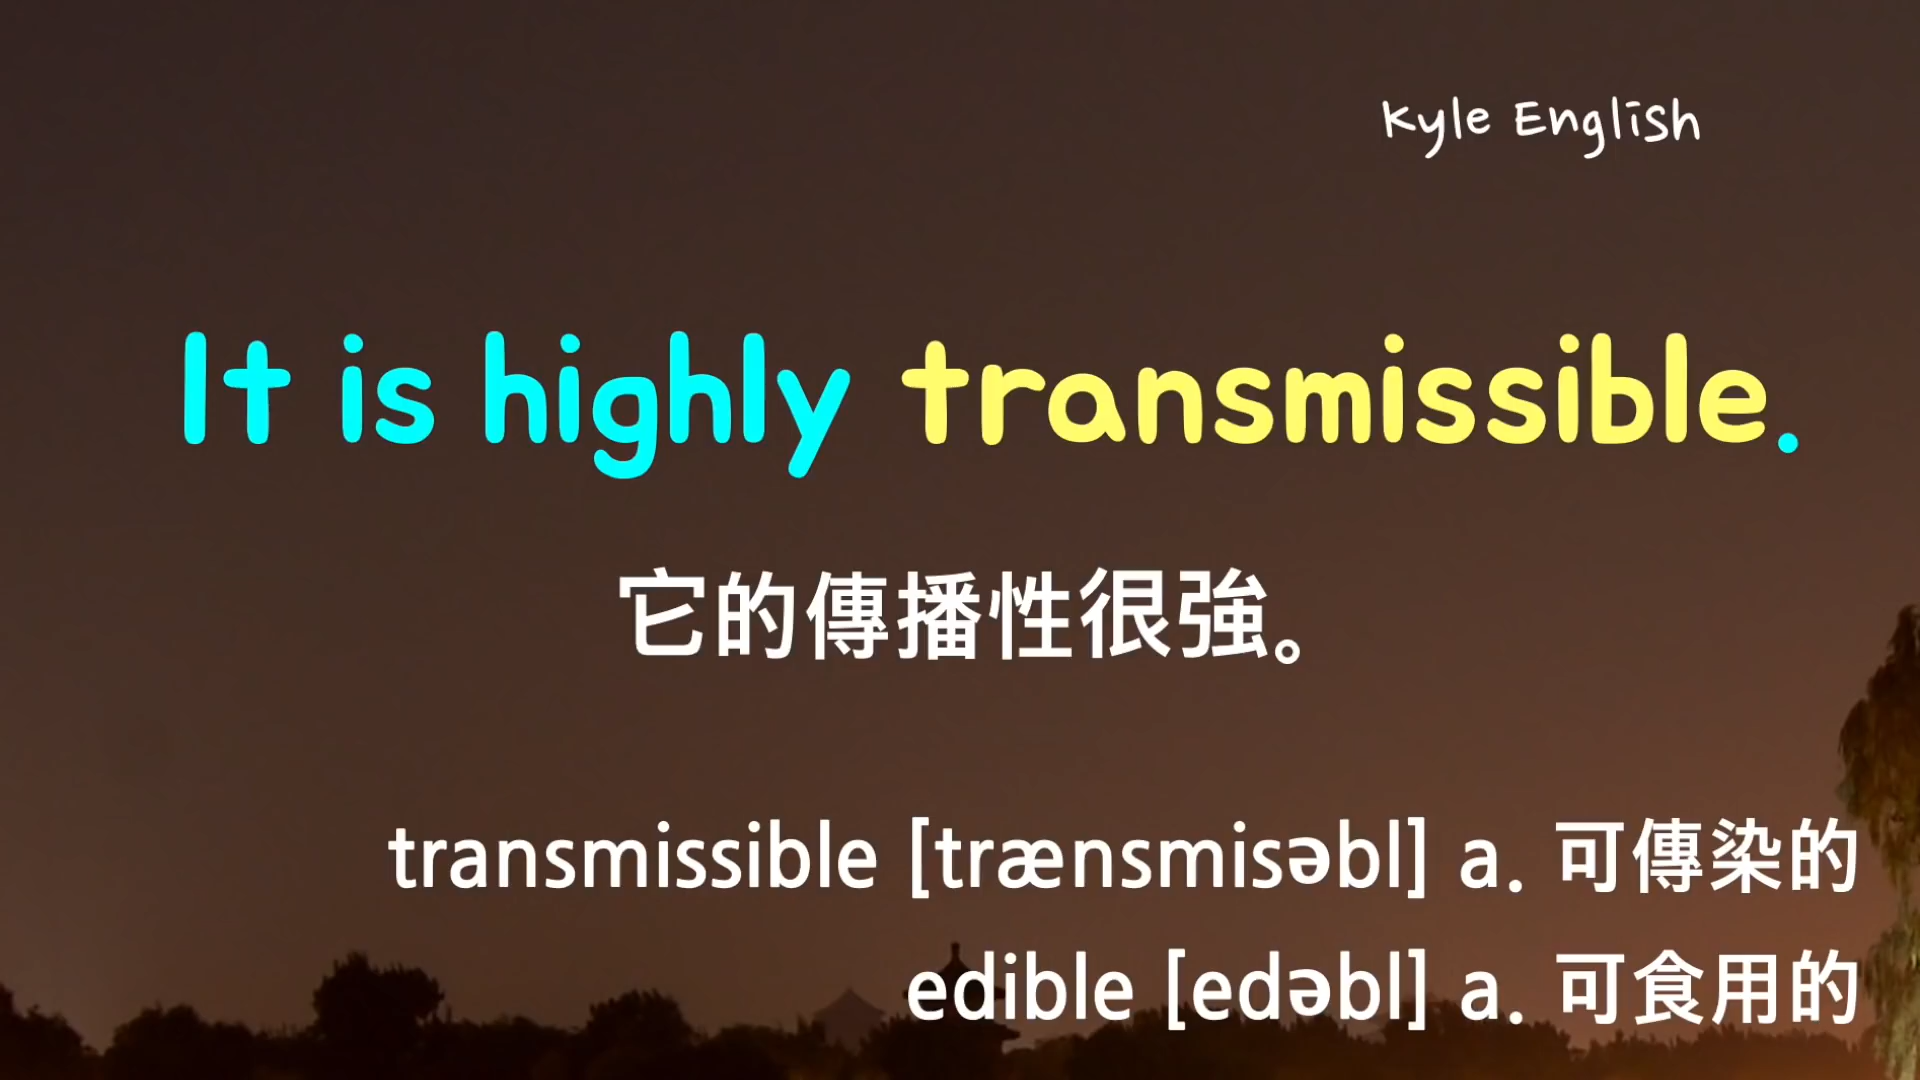 Kyle English
It is highly transmissible.
它的傳播性很強。
transmissible [trænsmisəbl] a. 可傳染的
edible [edəbl] a. 可食用的